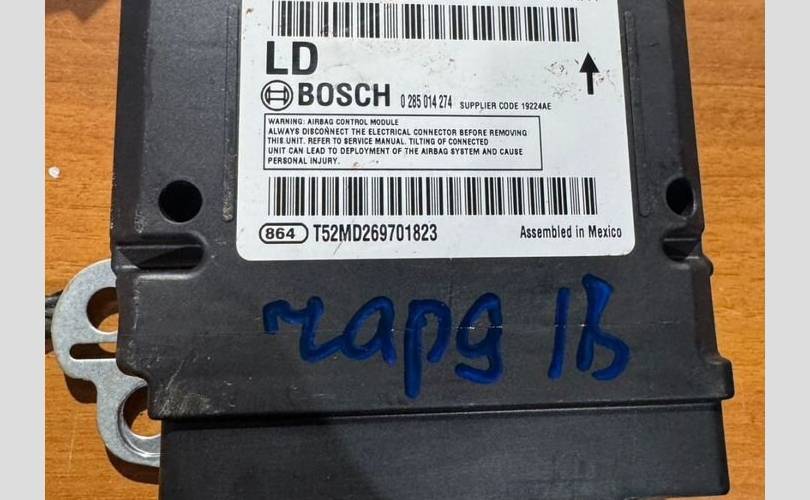 LD
BOSCH 0 285 014 274 SUPPLIER CODE 19224AE
WARNING: AIRBAG CONTROL MODULE
ALWAYS DISCONNECT THE ELECTRICAL CONNECTOR BEFORE REMOVING
THIS UNIT. REFER TO SERVICE MANUAL. TILTING OF CONNECTED
UNIT CAN LEAD TO DEPLOYMENT OF THE AIRBAG SYSTEM AND CAUSE
PERSONAL INJURY.
864 T52MD269701823 Assembled in Mexico
чард 1В